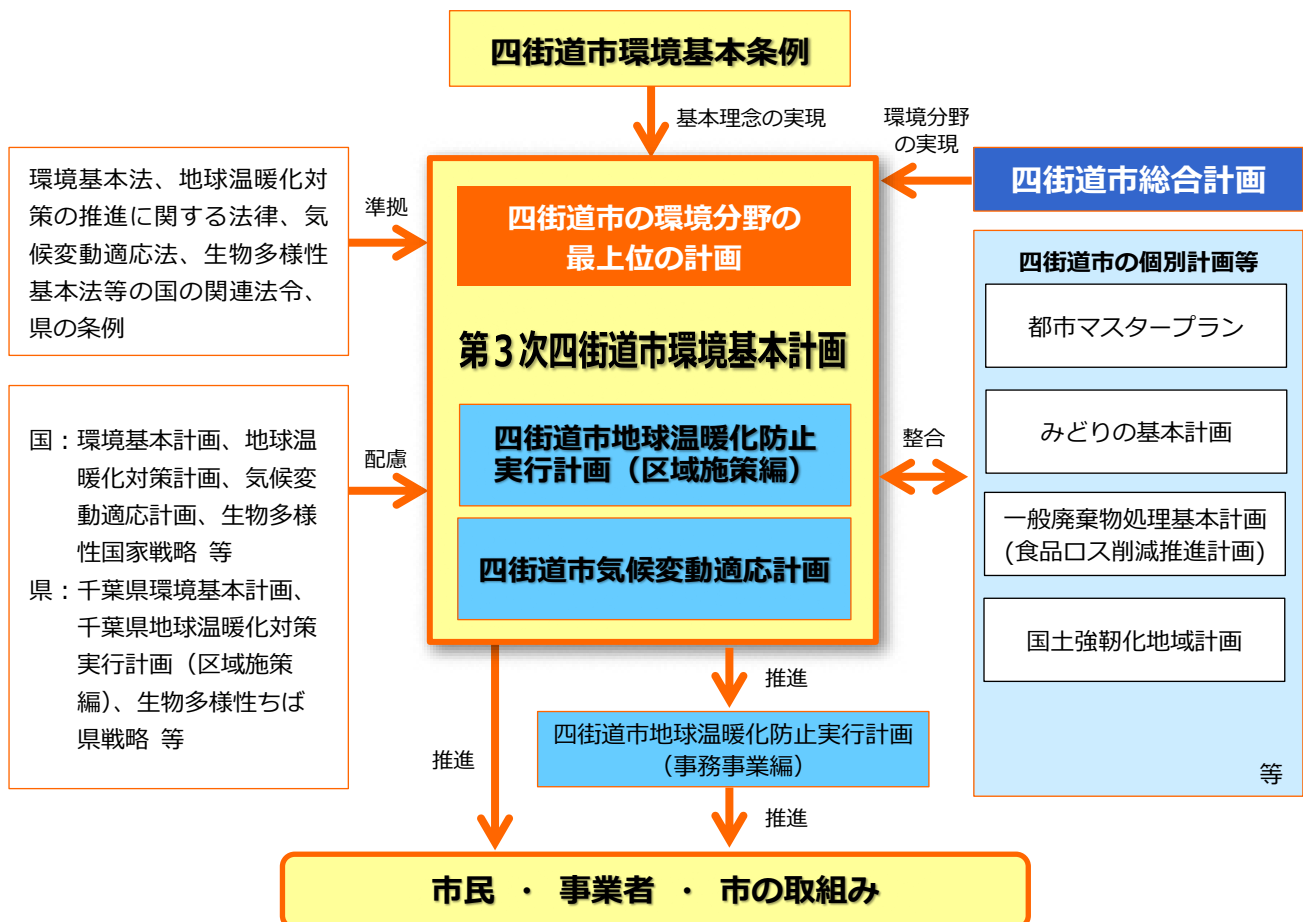 四街道市環境基本条例
基本理念の実現
環境分野
の実現
環境基本法、地球温暖化対
策の推進に関する法律、気
候変動適応法、生物多様性
基本法等の国の関連法令、
県の条例
準拠
四街道市の環境分野の
最上位の計画
四街道市総合計画
第3次四街道市環境基本計画
四街道市の個別計画等
都市マスタープラン
みどりの基本計画
一般廃棄物処理基本計画
(食品ロス削減推進計画)
国土強靭化地域計画
等
国：環境基本計画、地球温
暖化対策計画、気候変
動適応計画、生物多様
性国家戦略 等
県：千葉県環境基本計画、
千葉県地球温暖化対策
実行計画（区域施策
編）、生物多様性ちば
県戦略 等
配慮
四街道市地球温暖化防止
実行計画（区域施策編）
四街道市気候変動適応計画
整合
推進
推進
四街道市地球温暖化防止実行計画
（事務事業編）
推進
市民 ・ 事業者 ・ 市の取組み